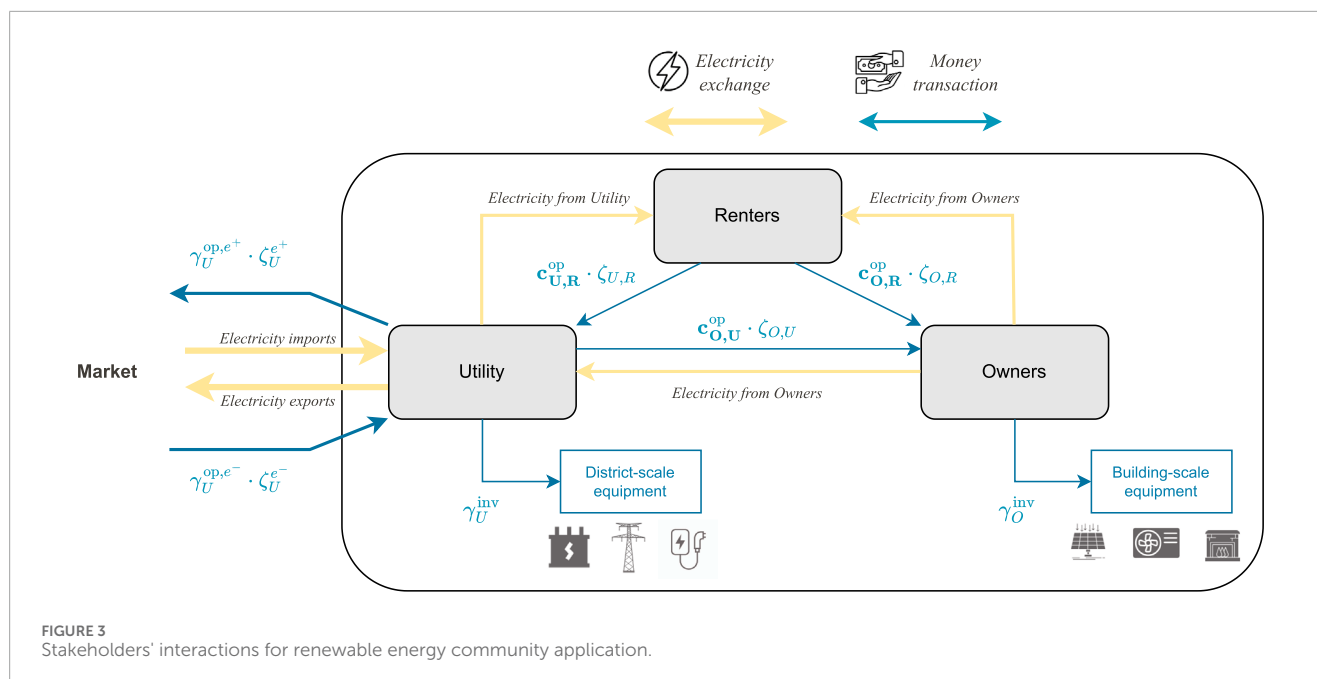 Electricity
exchange
Money
transaction
Renters
Electricity from Utility
Electricity from Owners
γ_U^{op,e^+} · ζ_U^{e^+}
𝐜_{𝐔,𝐑}^{op} · ζ_{U,R}
𝐜_{𝐎,𝐑}^{op} · ζ_{O,R}
𝐜_{𝐎,𝐔}^{op} · ζ_{O,U}
Electricity imports
Market
Utility
Owners
Electricity exports
Electricity from Owners
γ_U^{op,e^-} · ζ_U^{e^-}
District-scale
equipment
Building-scale
equipment
γ_U^{inv}
γ_O^{inv}
FIGURE 3
Stakeholders' interactions for renewable energy community application.